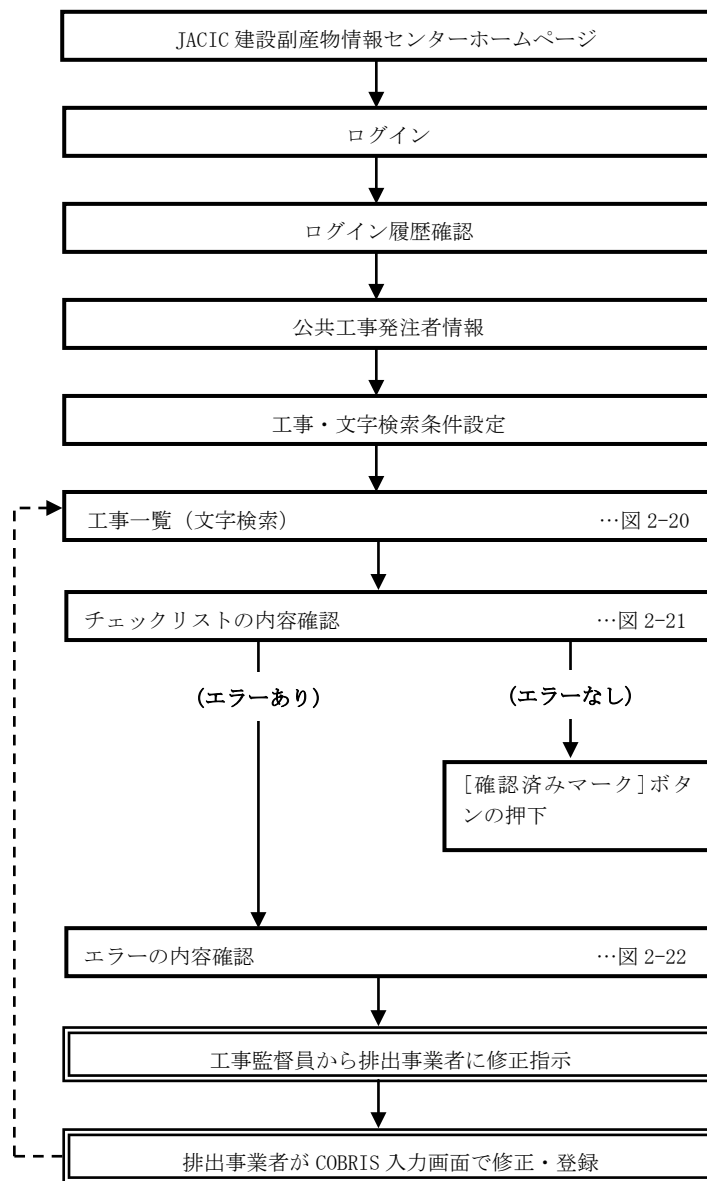 JACIC 建設副産物情報センターホームページ
ログイン
ログイン履歴確認
公共工事発注者情報
工事・文字検索条件設定
工事一覧（文字検索） …図 2-20
チェックリストの内容確認 …図 2-21
（エラーあり） （エラーなし）
［確認済みマーク］ボタ
ンの押下
エラーの内容確認 …図 2-22
工事監督員から排出事業者に修正指示
排出事業者が COBRIS 入力画面で修正・登録